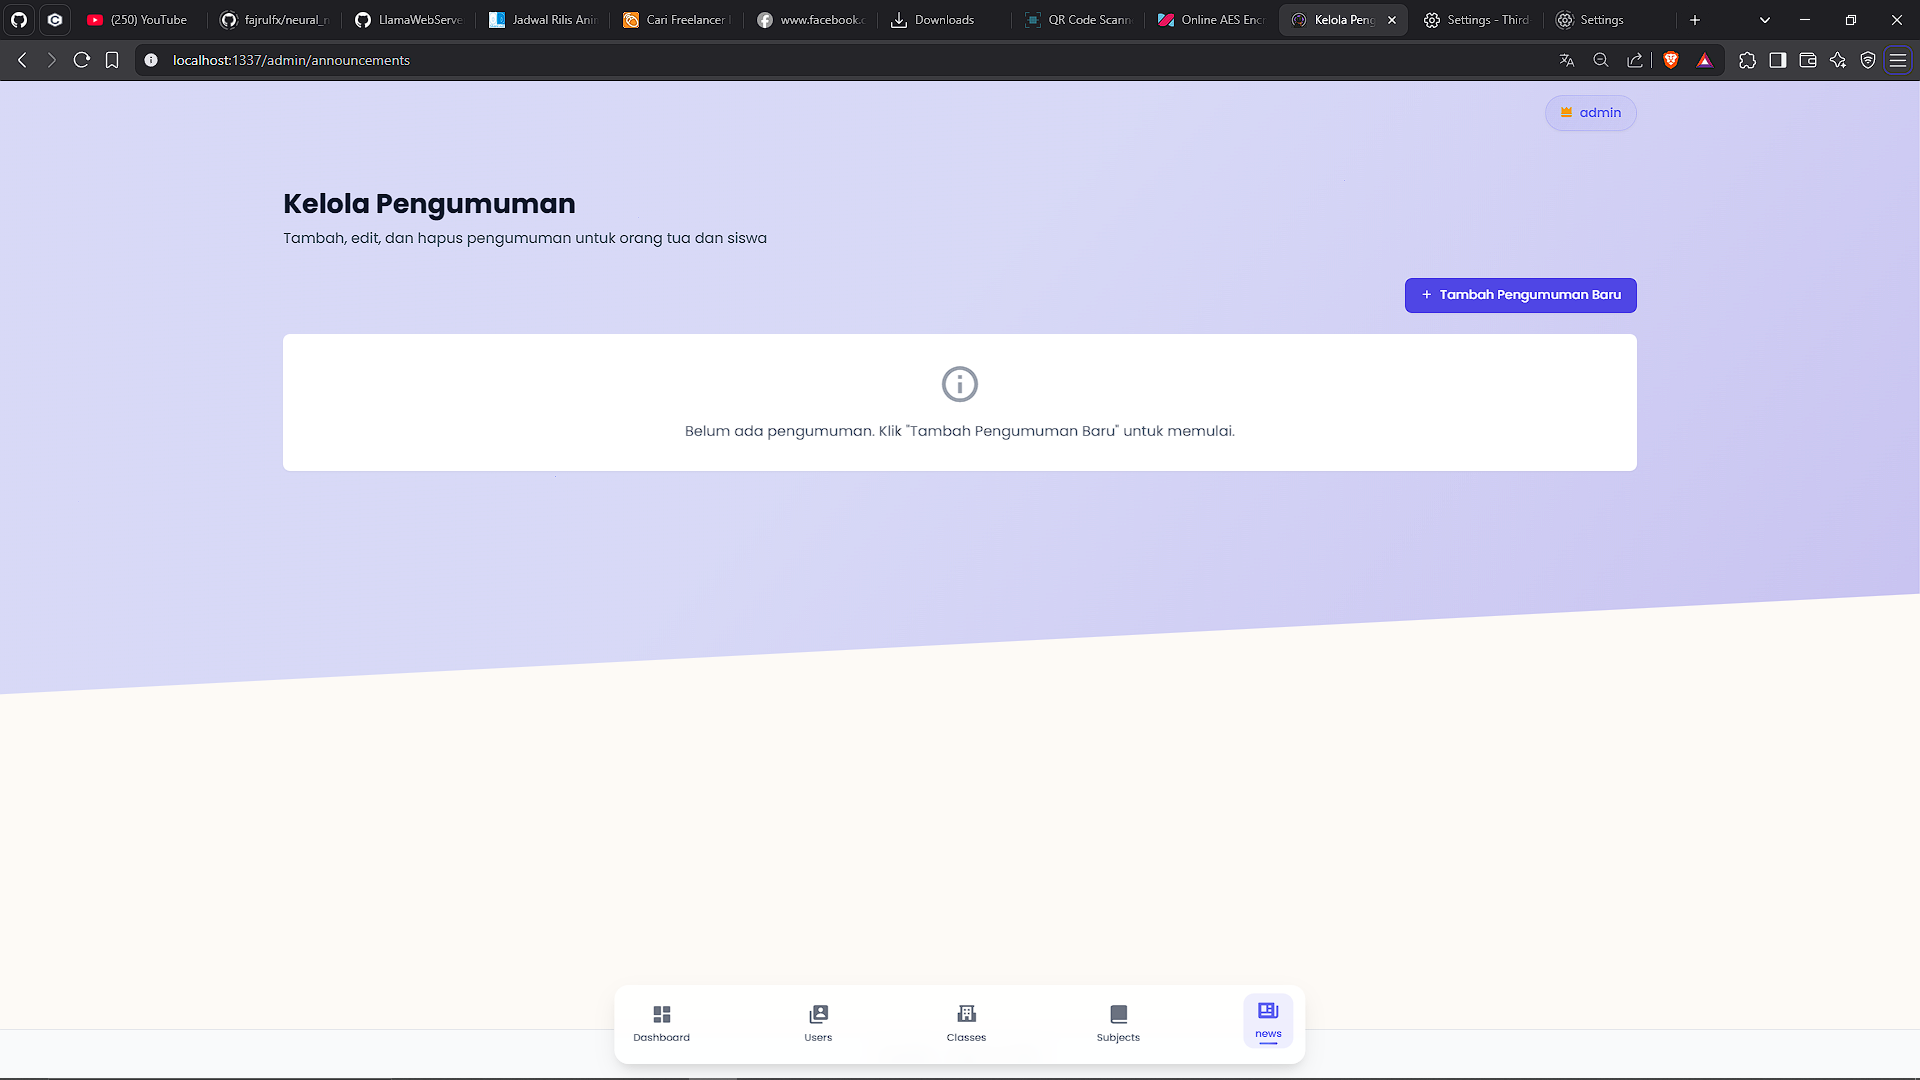 (250) YouTube
fajrulfx/neural_n
LlamaWebServe
Jadwal Rilis Ani
Cari Freelancer
www.facebook.c
Downloads
QR Code Scann
Online AES Encr
Kelola Peng
Settings - Third
Settings
localhost:1337/admin/announcements
admin
Kelola Pengumuman
Tambah, edit, dan hapus pengumuman untuk orang tua dan siswa
+ Tambah Pengumuman Baru
Belum ada pengumuman. Klik "Tambah Pengumuman Baru" untuk memulai.
Dashboard
Users
Classes
Subjects
news